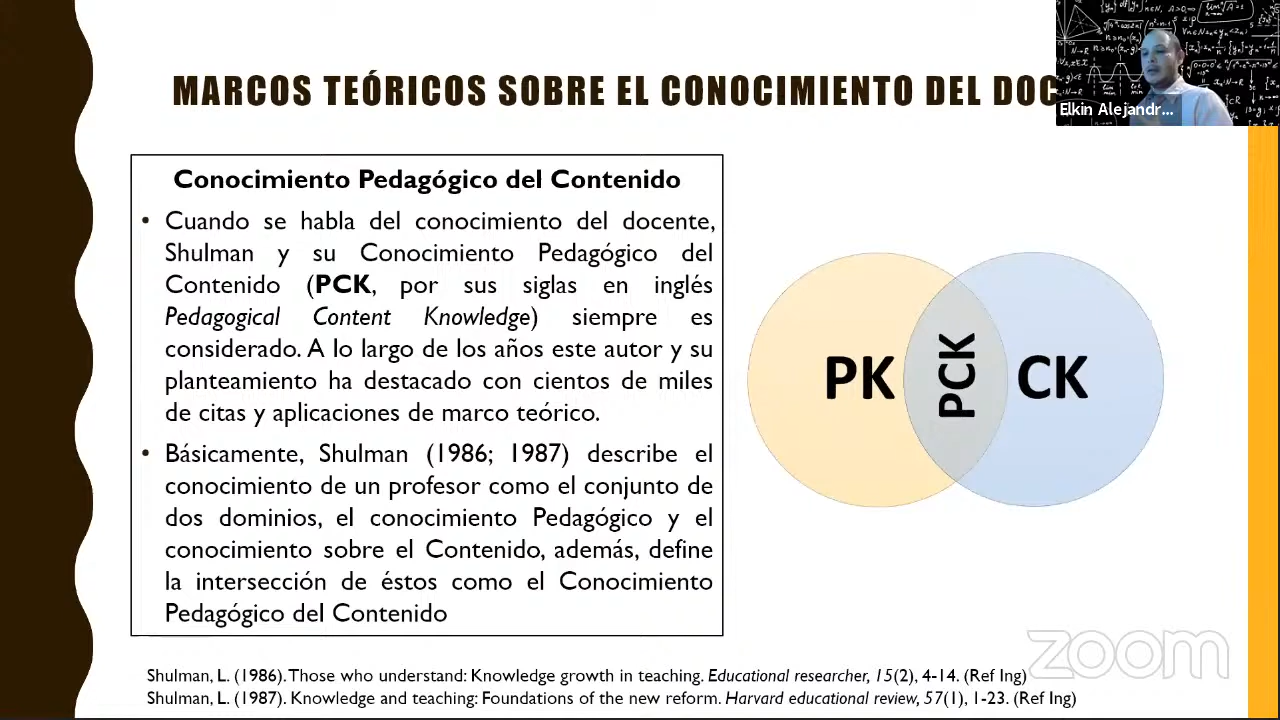 MARCOS TEÓRICOS SOBRE EL CONOCIMIENTO DEL DOC
Elkin Alejandr...
Conocimiento Pedagógico del Contenido
• Cuando se habla del conocimiento del docente,
Shulman y su Conocimiento Pedagógico del
Contenido (PCK, por sus siglas en inglés
Pedagogical Content Knowledge) siempre es
considerado. A lo largo de los años este autor y su
planteamiento ha destacado con cientos de miles
de citas y aplicaciones de marco teórico.
• Básicamente, Shulman (1986; 1987) describe el
conocimiento de un profesor como el conjunto de
dos dominios, el conocimiento Pedagógico y el
conocimiento sobre el Contenido, además, define
la intersección de éstos como el Conocimiento
Pedagógico del Contenido
PK
PCK
CK
zoom
Shulman, L. (1986). Those who understand: Knowledge growth in teaching. Educational researcher, 15(2), 4-14. (Ref Ing)
Shulman, L. (1987). Knowledge and teaching: Foundations of the new reform. Harvard educational review, 57(1), 1-23. (Ref Ing)